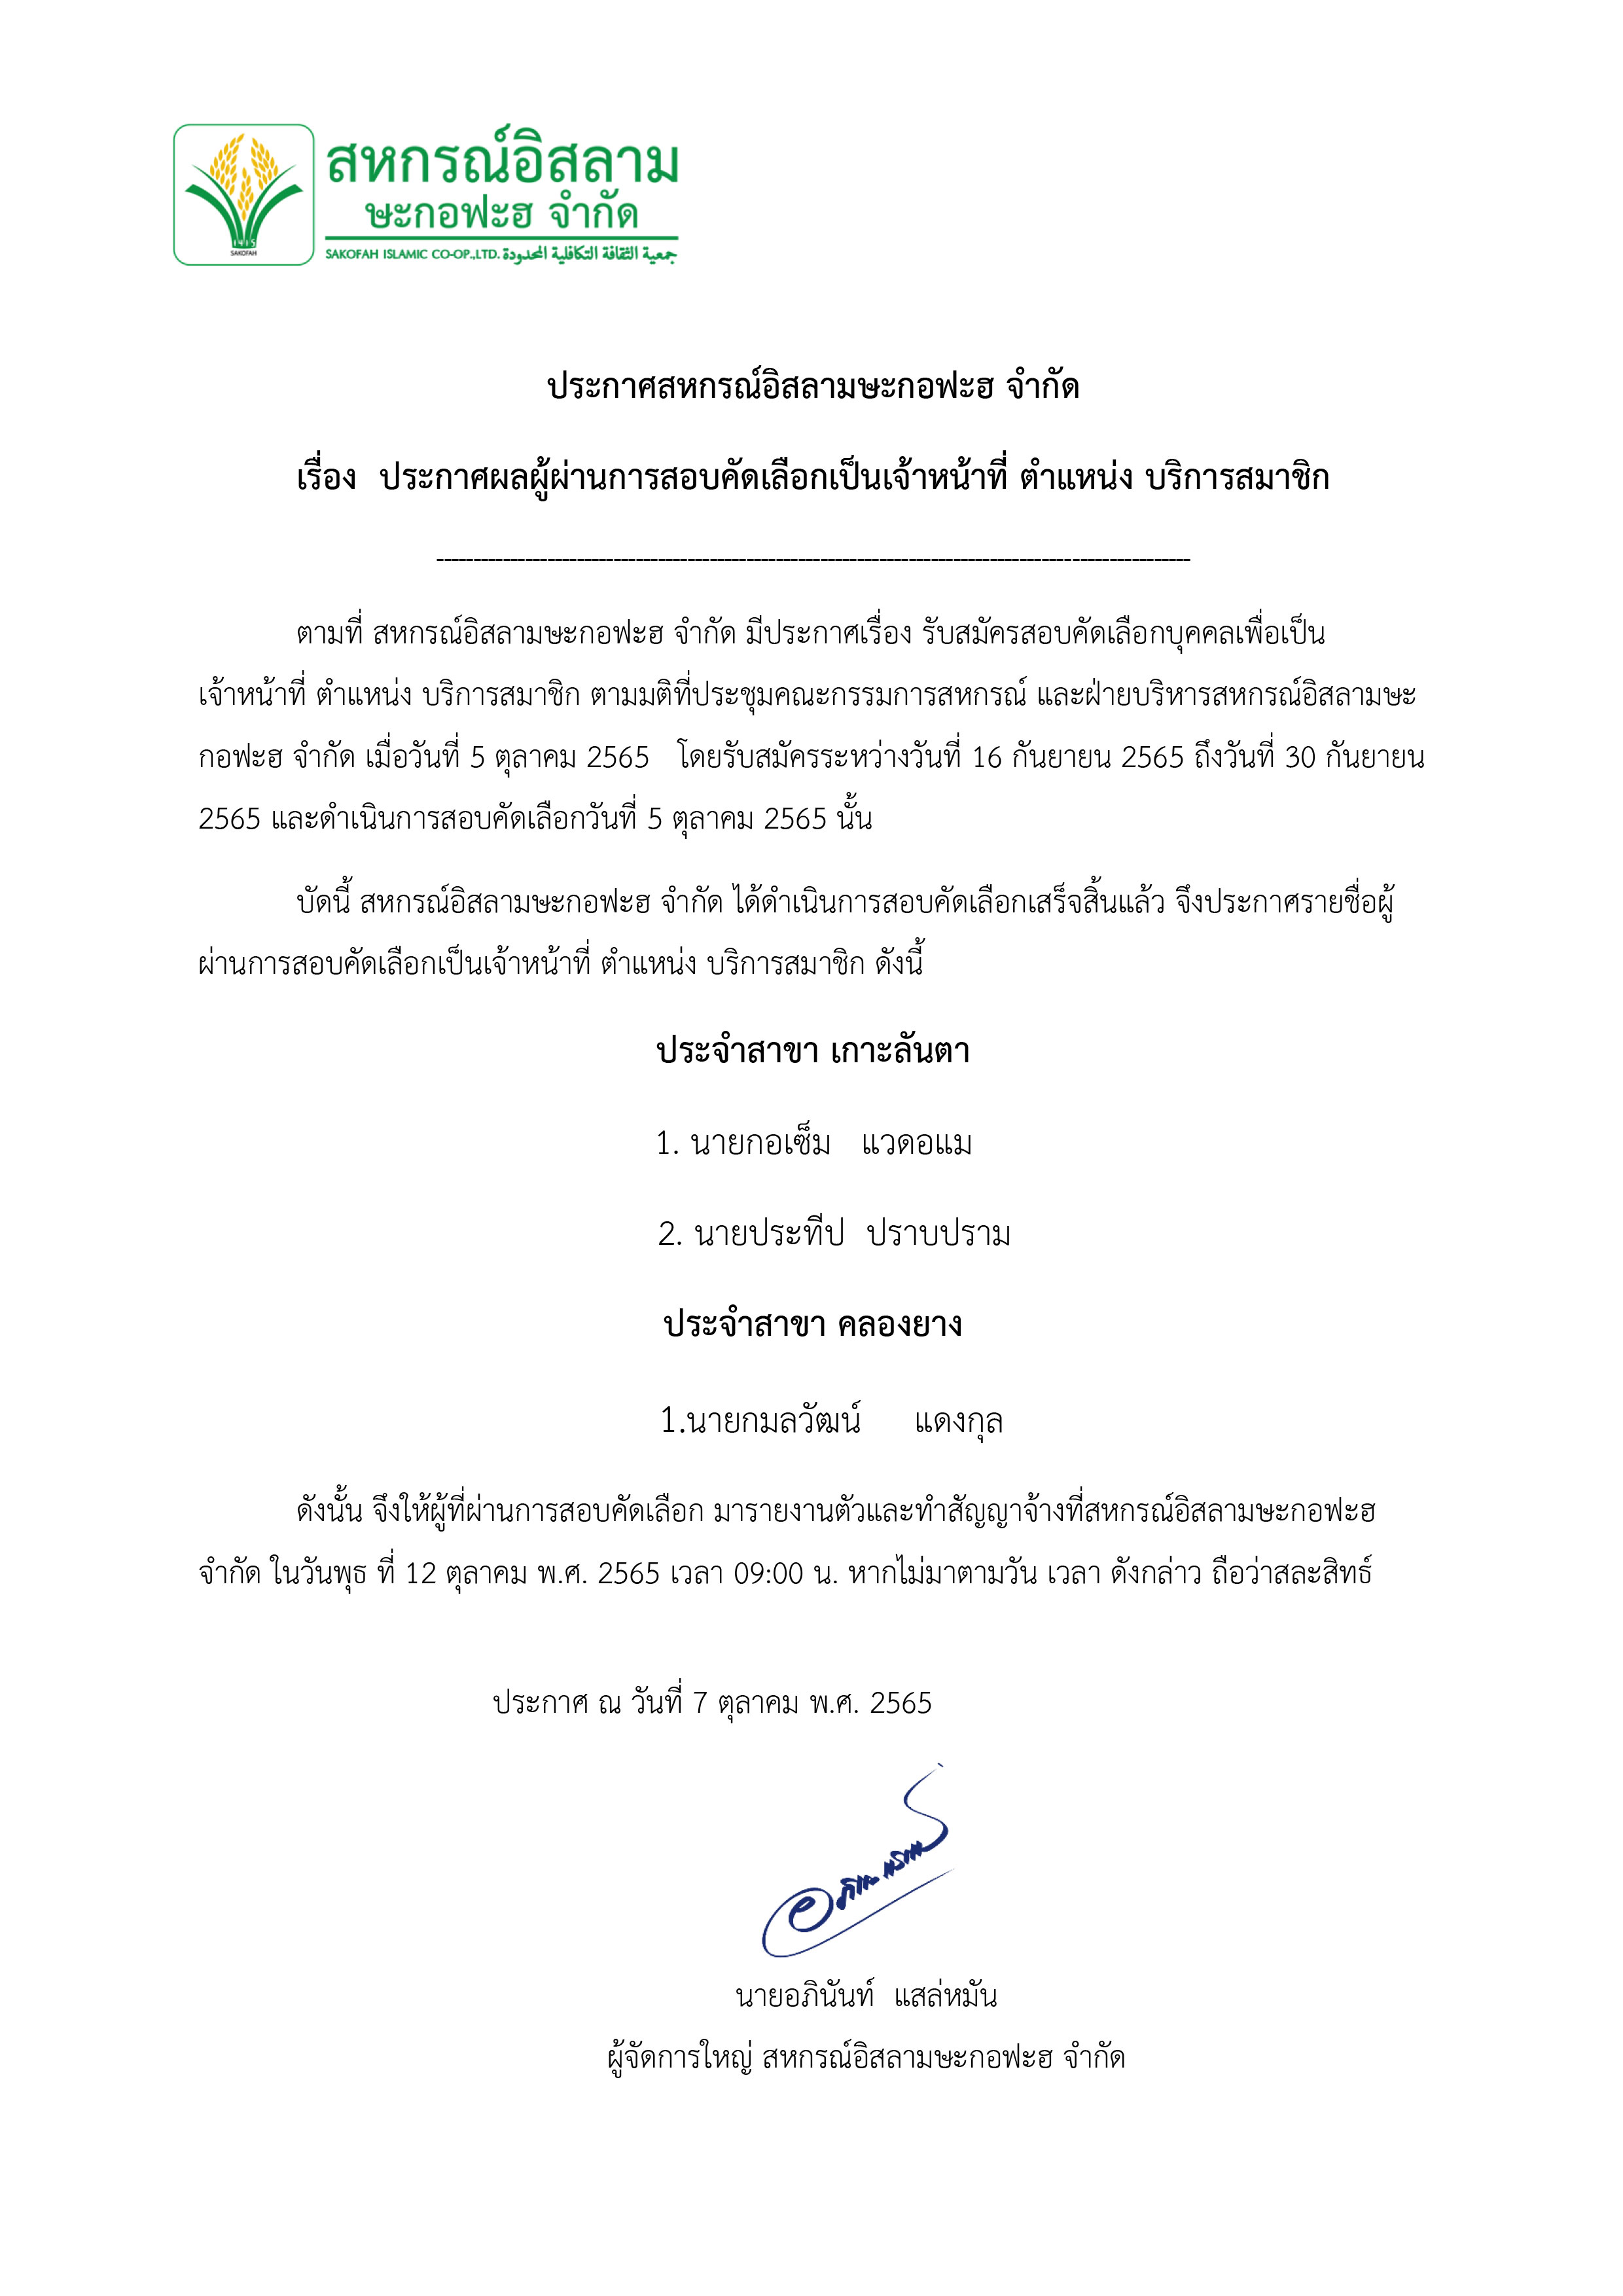 สหกรณ์อิสลาม
ษะกอฟะฮ จำกัด
SAKOFAH ISLAMIC CO-OP.,LTD. جمعية الثقافة التكافلية المحدودة
1415
SAKOFAH
ประกาศสหกรณ์อิสลามษะกอฟะฮ จำกัด
เรื่อง ประกาศผลผู้ผ่านการสอบคัดเลือกเป็นเจ้าหน้าที่ ตำแหน่ง บริการสมาชิก
ตามที่ สหกรณ์อิสลามษะกอฟะฮ จำกัด มีประกาศเรื่อง รับสมัครสอบคัดเลือกบุคคลเพื่อเป็น
เจ้าหน้าที่ ตำแหน่ง บริการสมาชิก ตามมติที่ประชุมคณะกรรมการสหกรณ์ และฝ่ายบริหารสหกรณ์อิสลามษะ
กอฟะฮ จำกัด เมื่อวันที่ 5 ตุลาคม 2565 โดยรับสมัครระหว่างวันที่ 16 กันยายน 2565 ถึงวันที่ 30 กันยายน
2565 และดำเนินการสอบคัดเลือกวันที่ 5 ตุลาคม 2565 นั้น
บัดนี้ สหกรณ์อิสลามษะกอฟะฮ จำกัด ได้ดำเนินการสอบคัดเลือกเสร็จสิ้นแล้ว จึงประกาศรายชื่อผู้
ผ่านการสอบคัดเลือกเป็นเจ้าหน้าที่ ตำแหน่ง บริการสมาชิก ดังนี้
ประจำสาขา เกาะลันตา
1. นายกอเซ็ม แวดอแม
2. นายประทีป ปราบปราม
ประจำสาขา คลองยาง
1.นายกมลวัฒน์ แดงกุล
ดังนั้น จึงให้ผู้ที่ผ่านการสอบคัดเลือก มารายงานตัวและทำสัญญาจ้างที่สหกรณ์อิสลามษะกอฟะฮ
จำกัด ในวันพุธ ที่ 12 ตุลาคม พ.ศ. 2565 เวลา 09:00 น. หากไม่มาตามวัน เวลา ดังกล่าว ถือว่าสละสิทธ์
ประกาศ ณ วันที่ 7 ตุลาคม พ.ศ. 2565
นายอภินันท์ แสล่หมัน
ผู้จัดการใหญ่ สหกรณ์อิสลามษะกอฟะฮ จำกัด